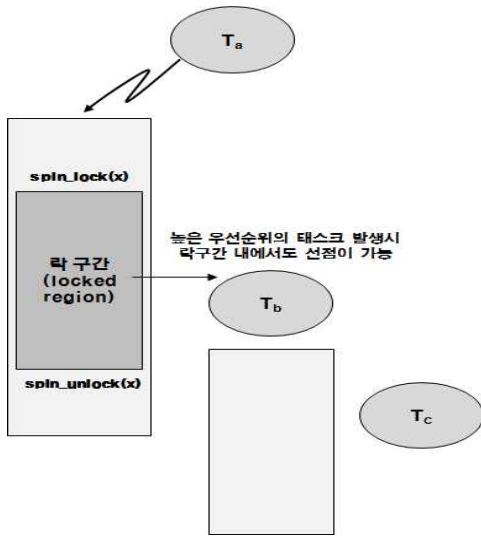 Ta
spin_lock(x)
락 구간
(locked
region)
spin_unlock(x)
높은 우선순위의 태스크 발생시
락구간 내에서도 선점이 가능
Tb
Tc